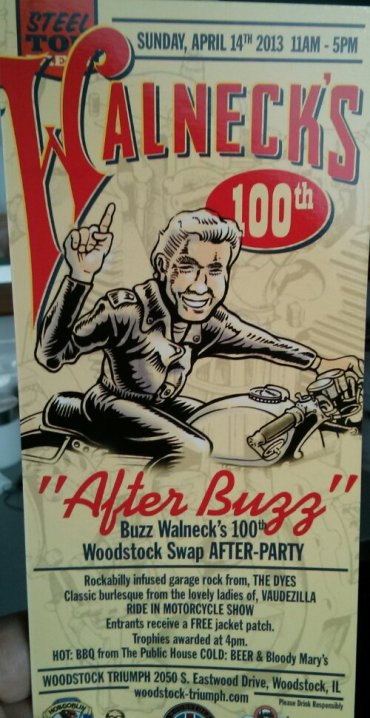 STEEL
TOE
SUNDAY, APRIL 14TH 2013 11AM - 5PM
WALNECK'S
100th
"After Buzz"
Buzz Walneck's 100th
Woodstock Swap AFTER-PARTY
Rockabilly infused garage rock from, THE DYES
Classic burlesque from the lovely ladies of, VAUDEZILLA
RIDE IN MOTORCYCLE SHOW
Entrants receive a FREE jacket patch.
Trophies awarded at 4pm.
HOT: BBQ from The Public House COLD: BEER & Bloody Mary's
WOODSTOCK TRIUMPH 2050 S. Eastwood Drive, Woodstock, IL
woodstock-triumph.com
Please Drink Responsibly
HOBGOBLIN